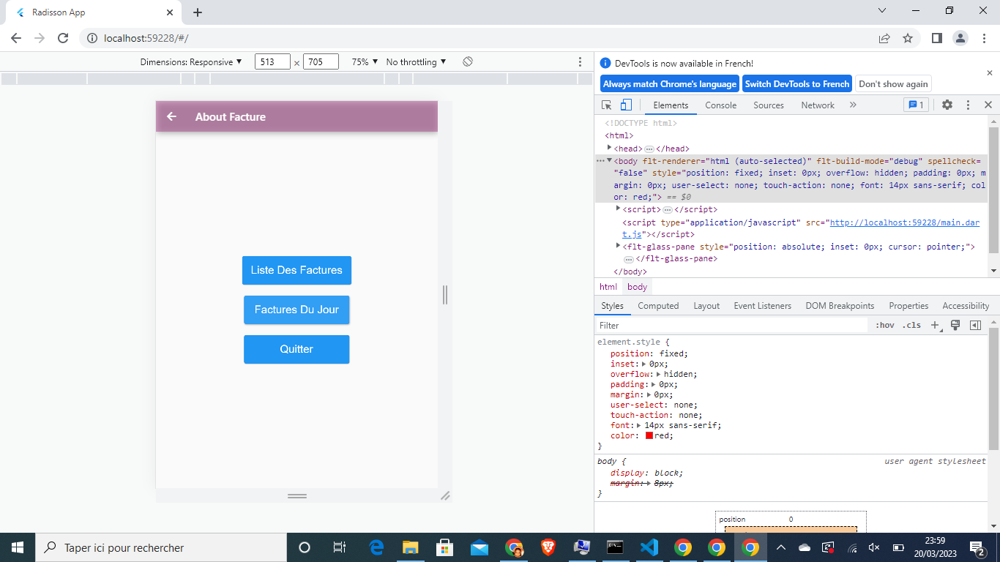 Radisson App
localhost:59228/#/
Dimensions: Responsive ▼ 513 × 705 75% ▼ No throttling ▼
DevTools is now available in French!
Always match Chrome's language Switch DevTools to French Don't show again
Elements Console Sources Network » 1
<!DOCTYPE html>
<html>
<head>…</head>
<body flt-renderer="html (auto-selected)" flt-build-mode="debug" spellcheck=
"false" style="position: fixed; inset: 0px; overflow: hidden; padding: 0px; m
argin: 0px; user-select: none; touch-action: none; font: 14px sans-serif; col
or: red;"> == $0
<script>…</script>
<script type="application/javascript" src="http://localhost:59228/main.dar
t.js"></script>
<flt-glass-pane style="position: absolute; inset: 0px; cursor: pointer;">
…</flt-glass-pane>
</body>
html body
Styles Computed Layout Event Listeners DOM Breakpoints Properties Accessibility
Filter :hov .cls +
element.style {
position: fixed;
inset: 0px;
overflow: hidden;
padding: 0px;
margin: 0px;
user-select: none;
touch-action: none;
font: 14px sans-serif;
color: red;
}
body { user agent stylesheet
display: block;
margin: 8px;
}
position 0
About Facture
Liste Des Factures
Factures Du Jour
Quitter
Taper ici pour rechercher
23:59
20/03/2023
2